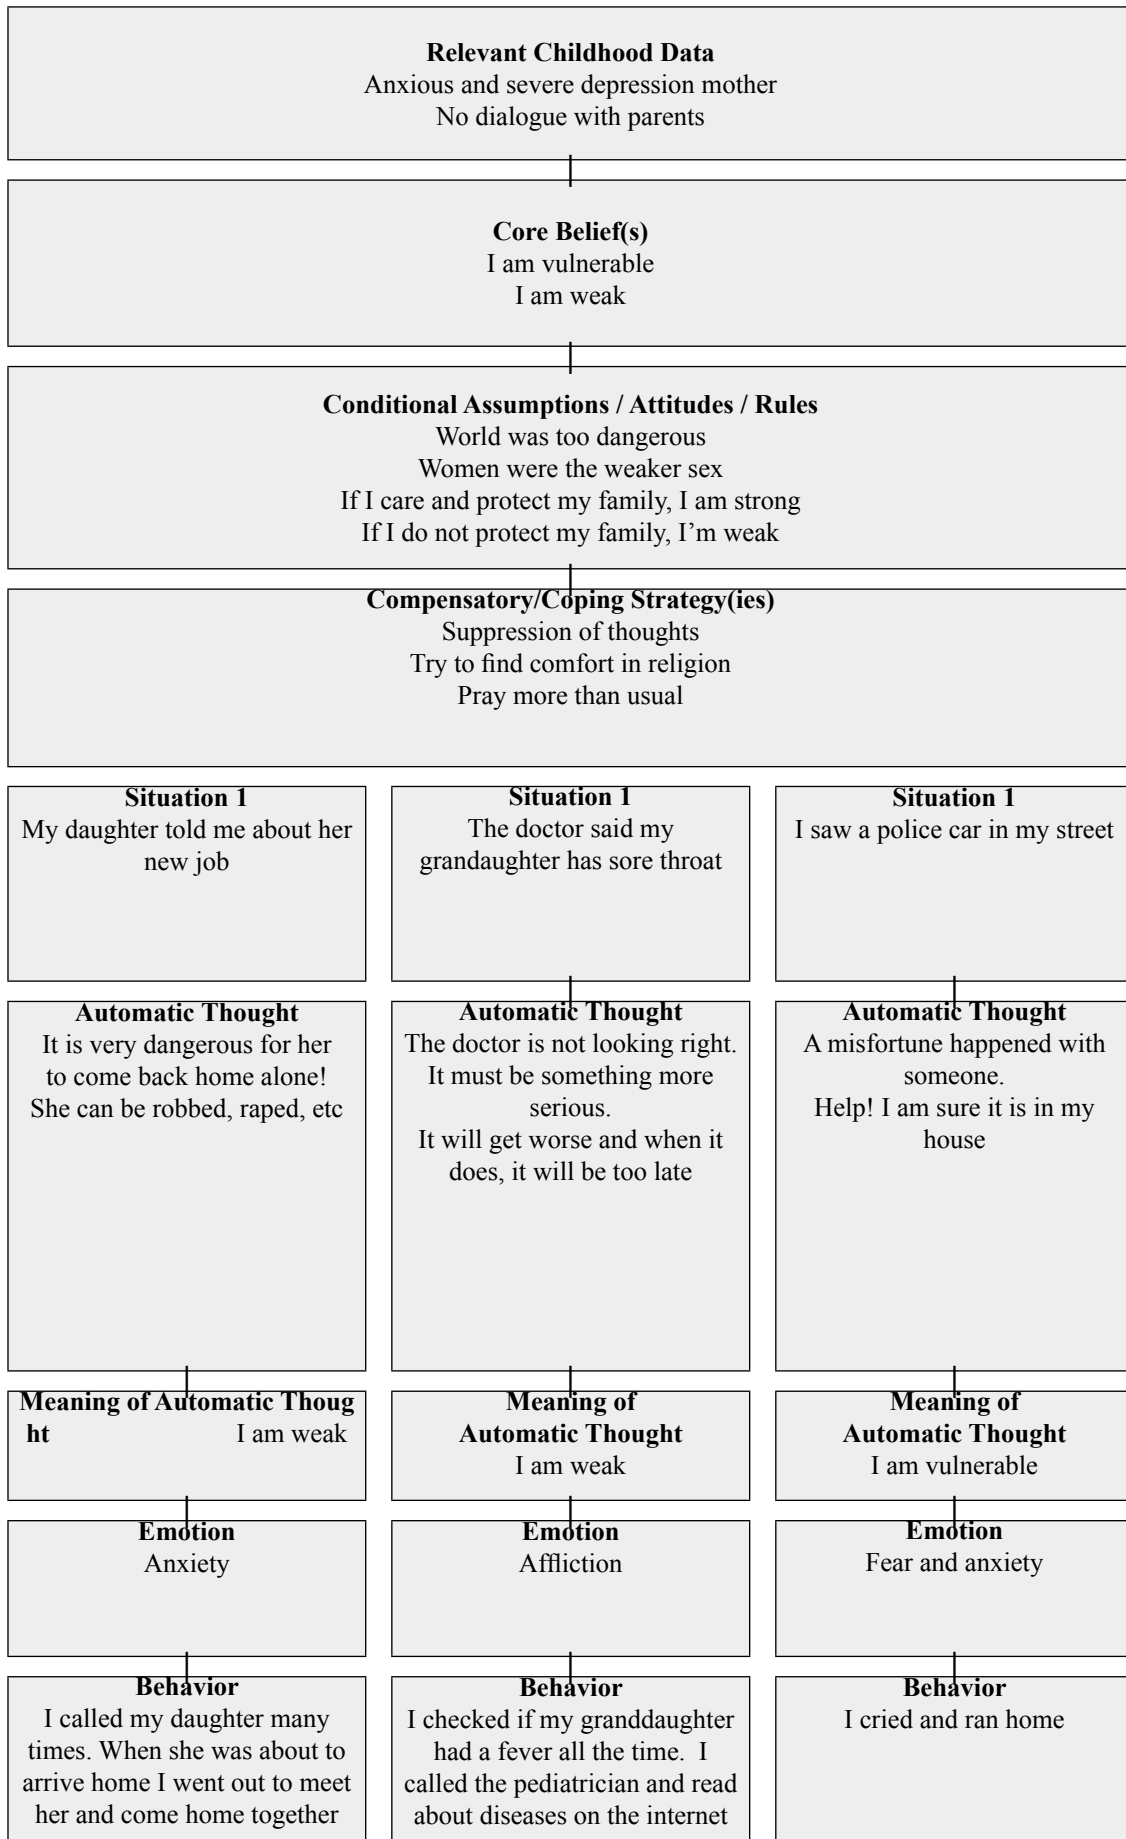 Relevant Childhood Data
Anxious and severe depression mother
No dialogue with parents
Core Belief(s)
I am vulnerable
I am weak
Conditional Assumptions / Attitudes / Rules
World was too dangerous
Women were the weaker sex
If I care and protect my family, I am strong
If I do not protect my family, I’m weak
Compensatory/Coping Strategy(ies)
Suppression of thoughts
Try to find comfort in religion
Pray more than usual
Situation 1
My daughter told me about her
new job
Situation 1
The doctor said my
grandaughter has sore throat
Situation 1
I saw a police car in my street
Automatic Thought
It is very dangerous for her
to come back home alone!
She can be robbed, raped, etc
Automatic Thought
The doctor is not looking right.
It must be something more
serious.
It will get worse and when it
does, it will be too late
Automatic Thought
A misfortune happened with
someone.
Help! I am sure it is in my
house
Meaning of Automatic Thoug
ht I am weak
Meaning of
Automatic Thought
I am weak
Meaning of
Automatic Thought
I am vulnerable
Emotion
Anxiety
Emotion
Affliction
Emotion
Fear and anxiety
Behavior
I called my daughter many
times. When she was about to
arrive home I went out to meet
her and come home together
Behavior
I checked if my granddaughter
had a fever all the time. I
called the pediatrician and read
about diseases on the internet
Behavior
I cried and ran home